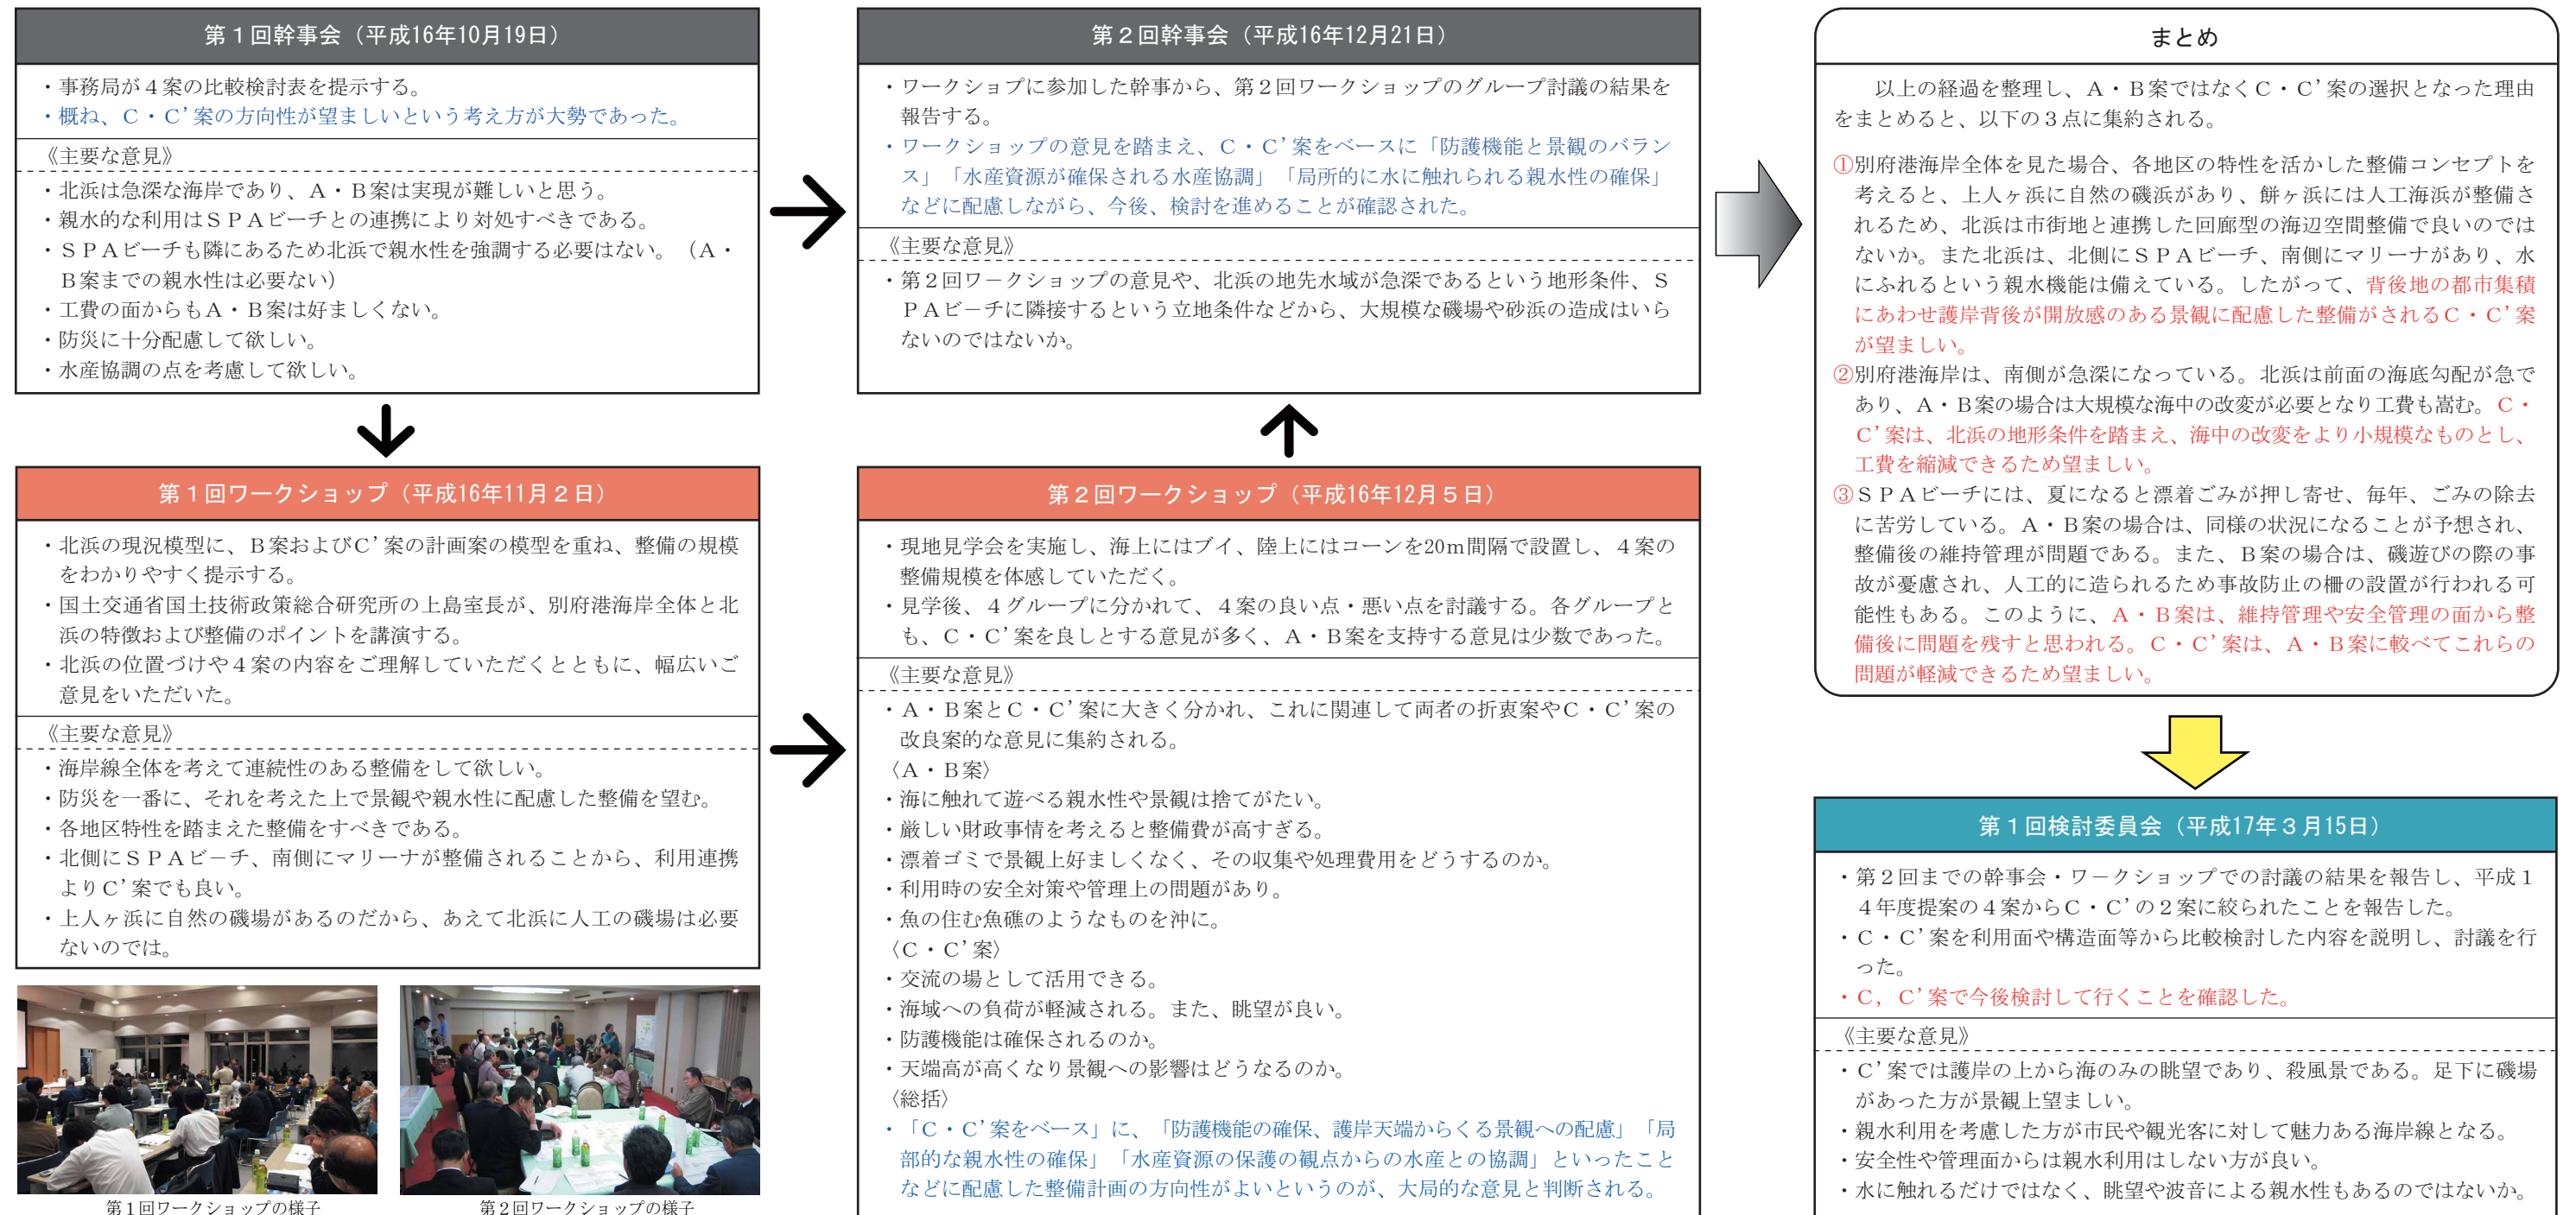 第１回幹事会（平成16年10月19日）
・事務局が４案の比較検討表を提示する。
・概ね、Ｃ・Ｃ’案の方向性が望ましいという考え方が大勢であった。
《主要な意見》
・北浜は急深な海岸であり、Ａ・Ｂ案は実現が難しいと思う。
・親水的な利用はＳＰＡビーチとの連携により対処すべきである。
・ＳＰＡビーチも隣にあるため北浜で親水性を強調する必要はない。（Ａ・
Ｂ案までの親水性は必要ない）
・工費の面からもＡ・Ｂ案は好ましくない。
・防災に十分配慮して欲しい。
・水産協調の点を考慮して欲しい。
第１回ワークショップ（平成16年11月２日）
・北浜の現況模型に、Ｂ案およびＣ’案の計画案の模型を重ね、整備の規模
をわかりやすく提示する。
・国土交通省国土技術政策総合研究所の上島室長が、別府港海岸全体と北
浜の特徴および整備のポイントを講演する。
・北浜の位置づけや４案の内容をご理解していただくとともに、幅広いご
意見をいただいた。
《主要な意見》
・海岸線全体を考えて連続性のある整備をして欲しい。
・防災を一番に、それを考えた上で景観や親水性に配慮した整備を望む。
・各地区特性を踏まえた整備をすべきである。
・北側にＳＰＡビーチ、南側にマリーナが整備されることから、利用連携
よりＣ’案でも良い。
・上人ヶ浜に自然の磯場があるのだから、あえて北浜に人工の磯場は必要
ないのでは。
第１回ワークショップの様子
第２回ワークショップの様子
第２回幹事会（平成16年12月21日）
・ワークショプに参加した幹事から、第２回ワークショップのグループ討議の結果を
報告する。
・ワークショップの意見を踏まえ、Ｃ・Ｃ’案をベースに「防護機能と景観のバラン
ス」「水産資源が確保される水産協調」「局所的に水に触れられる親水性の確保」
などに配慮しながら、今後、検討を進めることが確認された。
《主要な意見》
・第２回ワークショップの意見や、北浜の地先水域が急深であるという地形条件、Ｓ
ＰＡビーチに隣接するという立地条件などから、大規模な磯場や砂浜の造成はいら
ないのではないか。
第２回ワークショップ（平成16年12月５日）
・現地見学会を実施し、海上にはブイ、陸上にはコーンを20ｍ間隔で設置し、４案の
整備規模を体感していただく。
・見学後、４グループに分かれて、４案の良い点・悪い点を討議する。各グループと
も、Ｃ・Ｃ’案を良しとする意見が多く、Ａ・Ｂ案を支持する意見は少数であった。
《主要な意見》
・Ａ・Ｂ案とＣ・Ｃ’案に大きく分かれ、これに関連して両者の折衷案やＣ・Ｃ’案の
改良案的な意見に集約される。
〈Ａ・Ｂ案〉
・海に触れて遊べる親水性や景観は捨てがたい。
・厳しい財政事情を考えると整備費が高すぎる。
・漂着ゴミで景観上好ましくなく、その収集や処理費用をどうするのか。
・利用時の安全対策や管理上の問題があり。
・魚の住む魚礁のようなものを沖に。
〈Ｃ・Ｃ’案〉
・交流の場として活用できる。
・海域への負荷が軽減される。また、眺望が良い。
・防護機能は確保されるのか。
・天端高が高くなり景観への影響はどうなるのか。
〈総括〉
・「Ｃ・Ｃ’案をベース」に、「防護機能の確保、護岸天端からくる景観への配慮」「局
部的な親水性の確保」「水産資源の保護の観点からの水産との協調」といったこと
などに配慮した整備計画の方向性がよいというのが、大局的な意見と判断される。
まとめ
以上の経過を整理し、Ａ・Ｂ案ではなくＣ・Ｃ’案の選択となった理由
をまとめると、以下の３点に集約される。
①別府港海岸全体を見た場合、各地区の特性を活かした整備コンセプトを
考えると、上人ヶ浜に自然の磯浜があり、餅ヶ浜には人工海浜が整備さ
れるため、北浜は市街地と連携した回廊型の海辺空間整備で良いのでは
ないか。また北浜は、北側にＳＰＡビーチ、南側にマリーナがあり、水
にふれるという親水機能は備えている。したがって、背後地の都市集積
にあわせ護岸背後が開放感のある景観に配慮した整備がされるＣ・Ｃ’案
が望ましい。
②別府港海岸は、南側が急深になっている。北浜は前面の海底勾配が急で
あり、Ａ・Ｂ案の場合は大規模な海中の改変が必要となり工費も嵩む。Ｃ・
Ｃ’案は、北浜の地形条件を踏まえ、海中の改変をより小規模なものとし、
工費を縮減できるため望ましい。
③ＳＰＡビーチには、夏になると漂着ごみが押し寄せ、毎年、ごみの除去
に苦労している。Ａ・Ｂ案の場合は、同様の状況になることが予想され、
整備後の維持管理が問題である。また、Ｂ案の場合は、磯遊びの際の事
故が憂慮され、人工的に造られるため事故防止の柵の設置が行われる可
能性もある。このように、Ａ・Ｂ案は、維持管理や安全管理の面から整
備後に問題を残すと思われる。Ｃ・Ｃ’案は、Ａ・Ｂ案に較べてこれらの
問題が軽減できるため望ましい。
第１回検討委員会（平成17年３月15日）
・第２回までの幹事会・ワークショップでの討議の結果を報告し、平成１
４年度提案の４案からＣ・Ｃ’の２案に絞られたことを報告した。
・Ｃ・Ｃ’案を利用面や構造面等から比較検討した内容を説明し、討議を行
った。
・Ｃ，Ｃ’案で今後検討して行くことを確認した。
《主要な意見》
・Ｃ’案では護岸の上から海のみの眺望であり、殺風景である。足下に磯場
があった方が景観上望ましい。
・親水利用を考慮した方が市民や観光客に対して魅力ある海岸線となる。
・安全性や管理面からは親水利用はしない方が良い。
・水に触れるだけではなく、眺望や波音による親水性もあるのではないか。